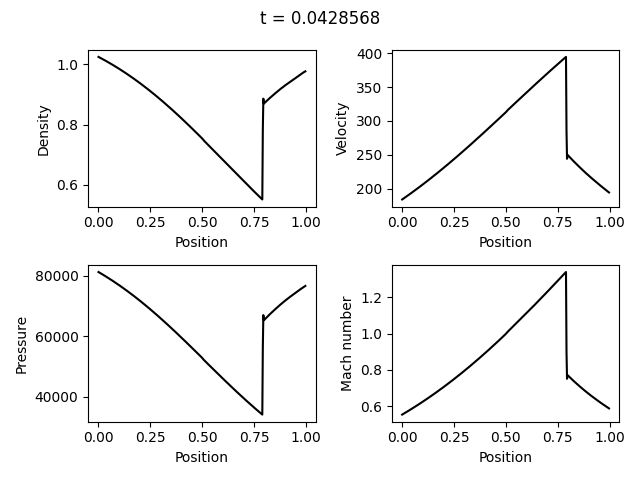 t = 0.0428568
Density
1.0
0.8
0.6
0.00 0.25 0.50 0.75 1.00
Position
Velocity
400
350
300
250
200
0.00 0.25 0.50 0.75 1.00
Position
Pressure
80000
60000
40000
0.00 0.25 0.50 0.75 1.00
Position
Mach number
1.2
1.0
0.8
0.6
0.00 0.25 0.50 0.75 1.00
Position